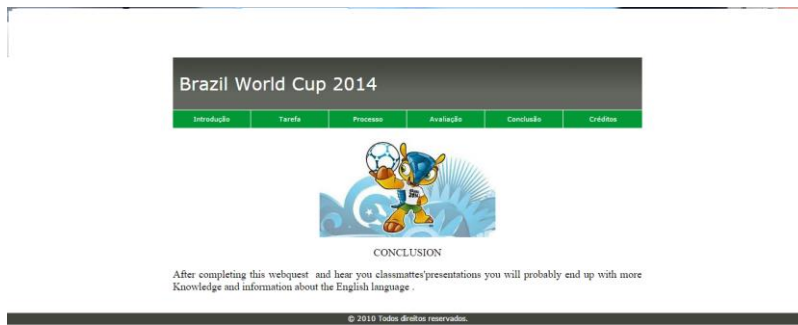 Brazil World Cup 2014
Introdução Tarefa Processo Avaliação Conclusão Créditos
CONCLUSION
After completing this webquest and hear you classmattes'presentations you will probably end up with more
Knowledge and information about the English language .
© 2010 Todos direitos reservados.